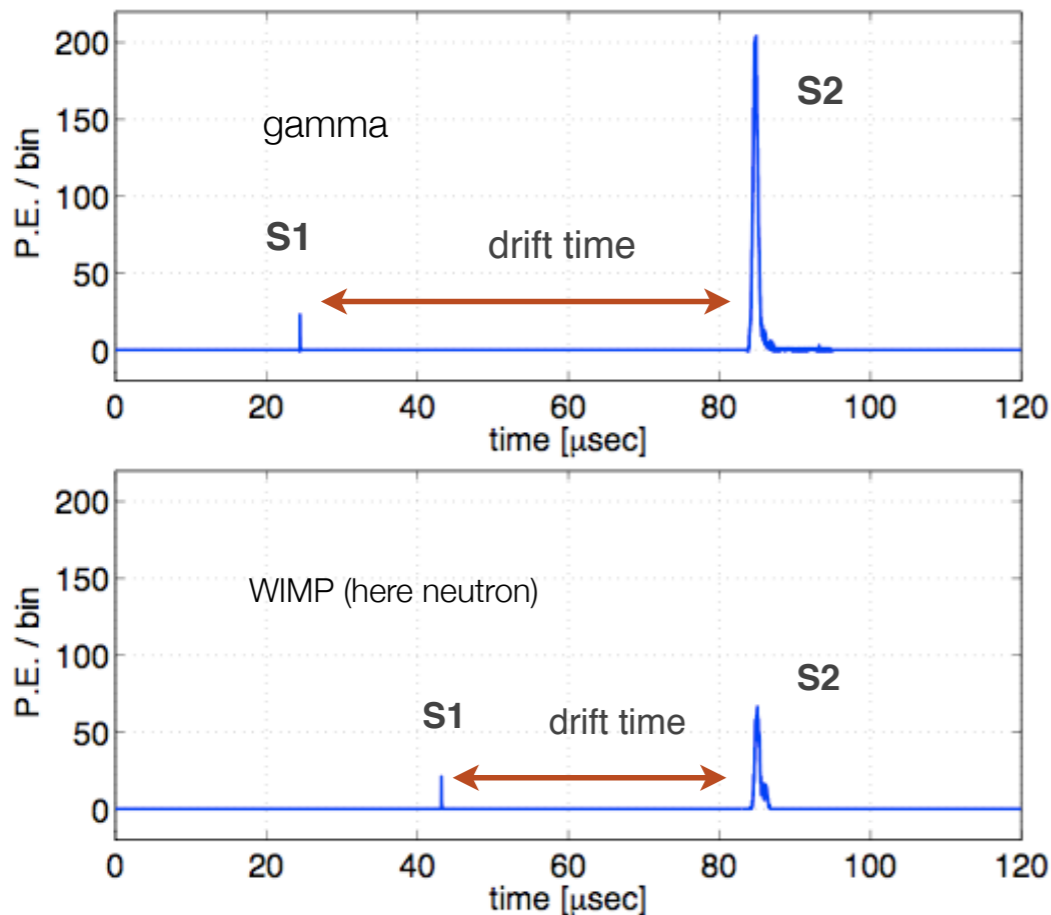 200
S2
150
gamma
P.E. / bin
100
S1
drift time
50
0
0 20 40 60 80 100 120
time [μsec]
200
150
WIMP (here neutron)
P.E. / bin
100
S2
S1
drift time
50
0
0 20 40 60 80 100 120
time [μsec]